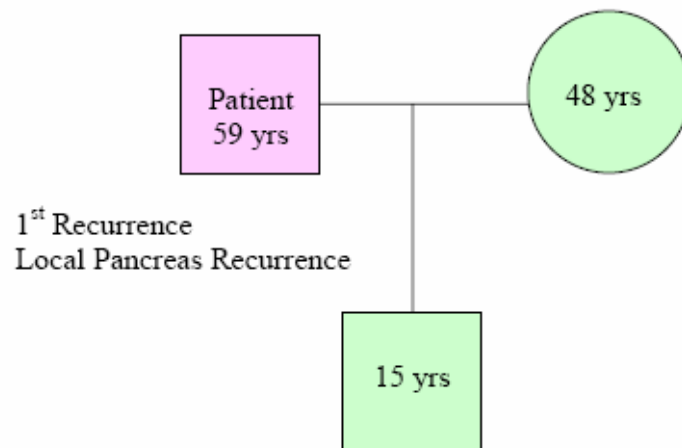 Patient
59 yrs
48 yrs
1st Recurrence
Local Pancreas Recurrence
15 yrs